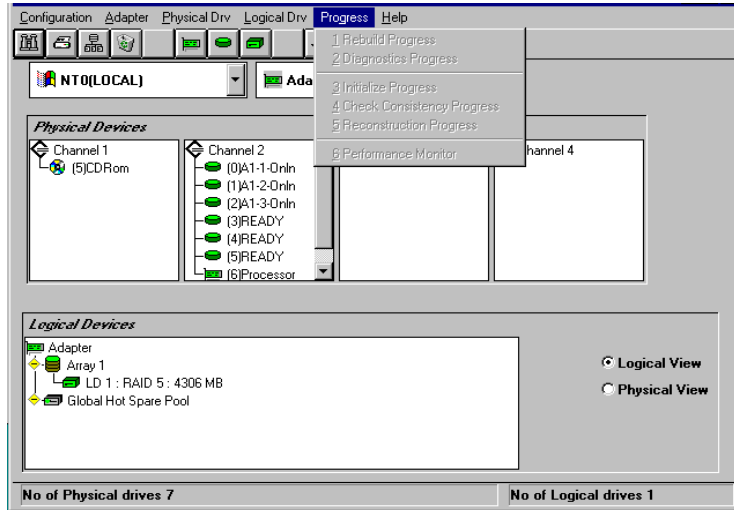 Configuration Adapter Physical Drv Logical Drv Progress Help
1 Rebuild Progress
2 Diagnostics Progress
3 Initialize Progress
4 Check Consistency Progress
5 Reconstruction Progress
6 Performance Monitor
NT0(LOCAL)
Ada
Physical Devices
Channel 1
(5)CDRom
Channel 2
(0)A1-1-Onln
(1)A1-2-Onln
(2)A1-3-Onln
(3)READY
(4)READY
(5)READY
(6)Processor
hannel 4
Logical Devices
Adapter
Array 1
LD 1 : RAID 5 : 4306 MB
Global Hot Spare Pool
Logical View
Physical View
No of Physical drives 7
No of Logical drives 1